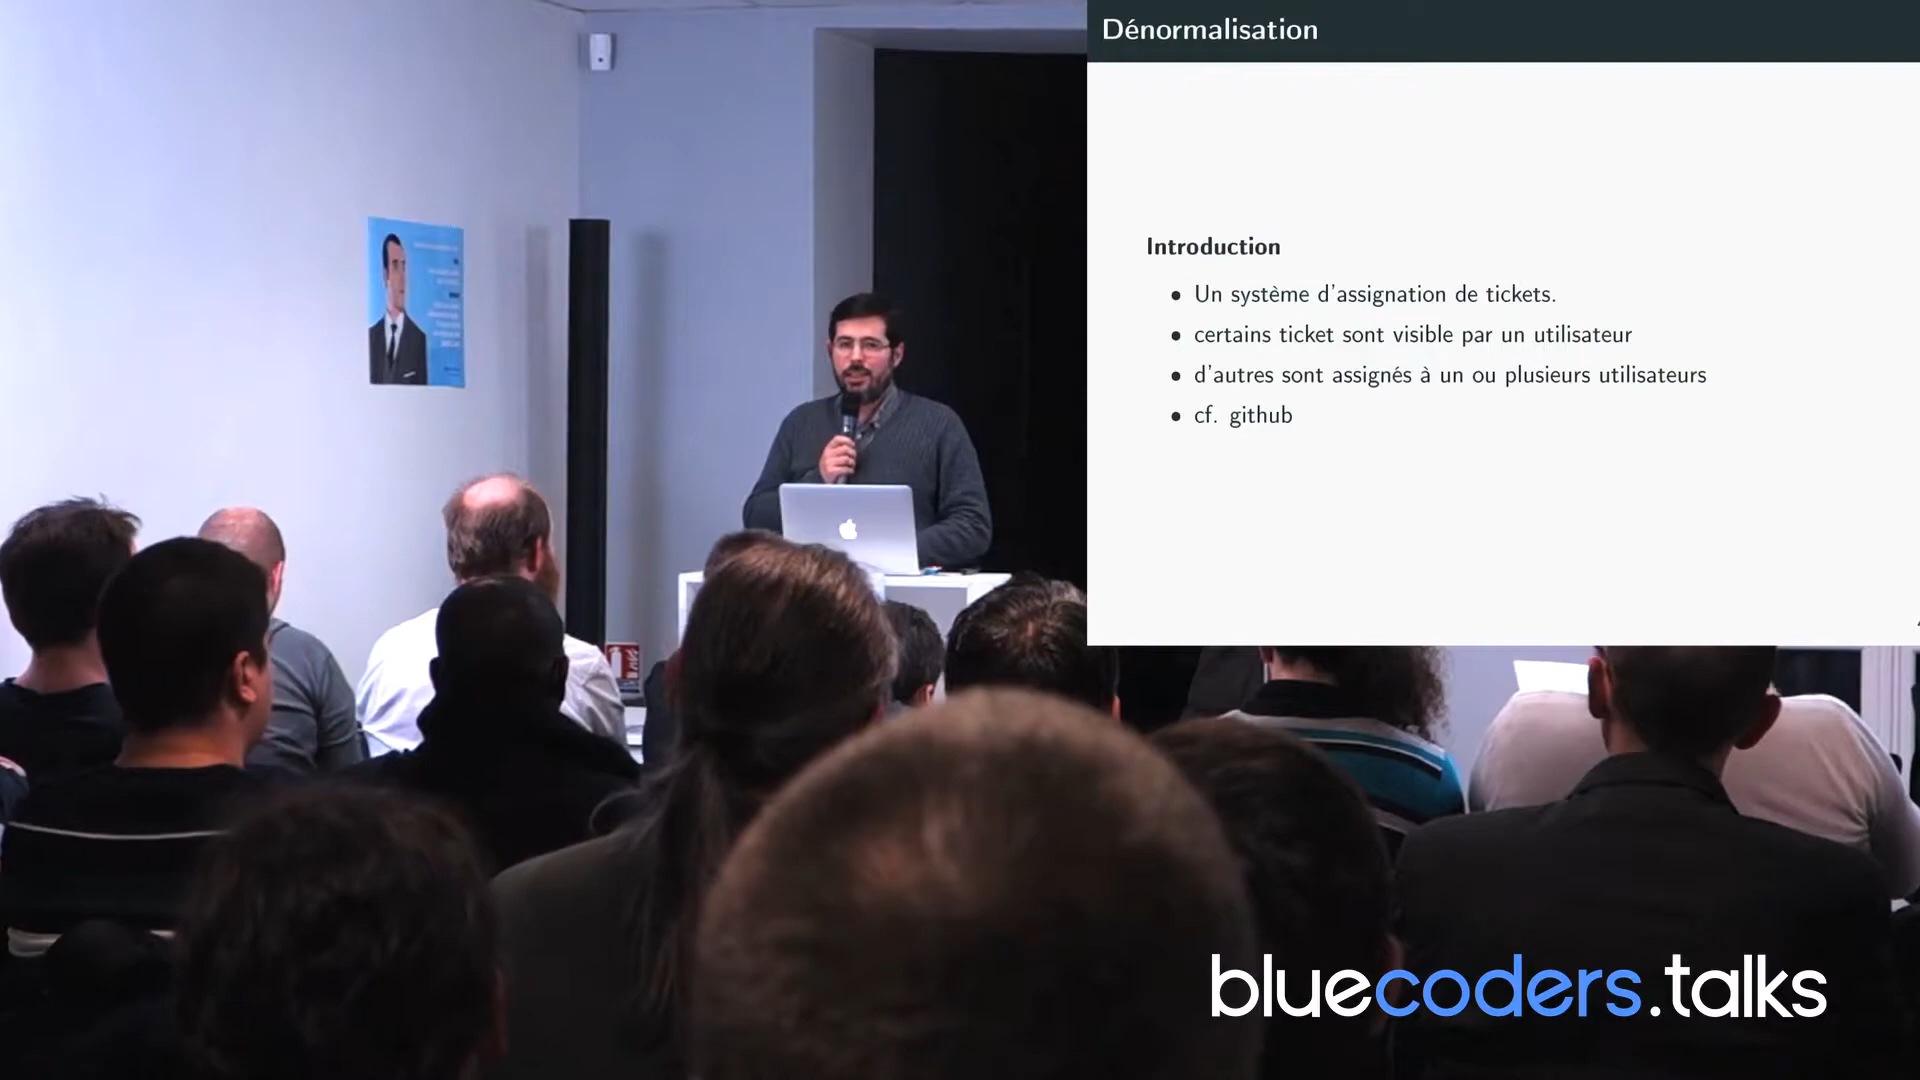 Dénormalisation
Introduction
• Un système d'assignation de tickets.
• certains ticket sont visible par un utilisateur
• d'autres sont assignés à un ou plusieurs utilisateurs
• cf. github
bluecoders.talks